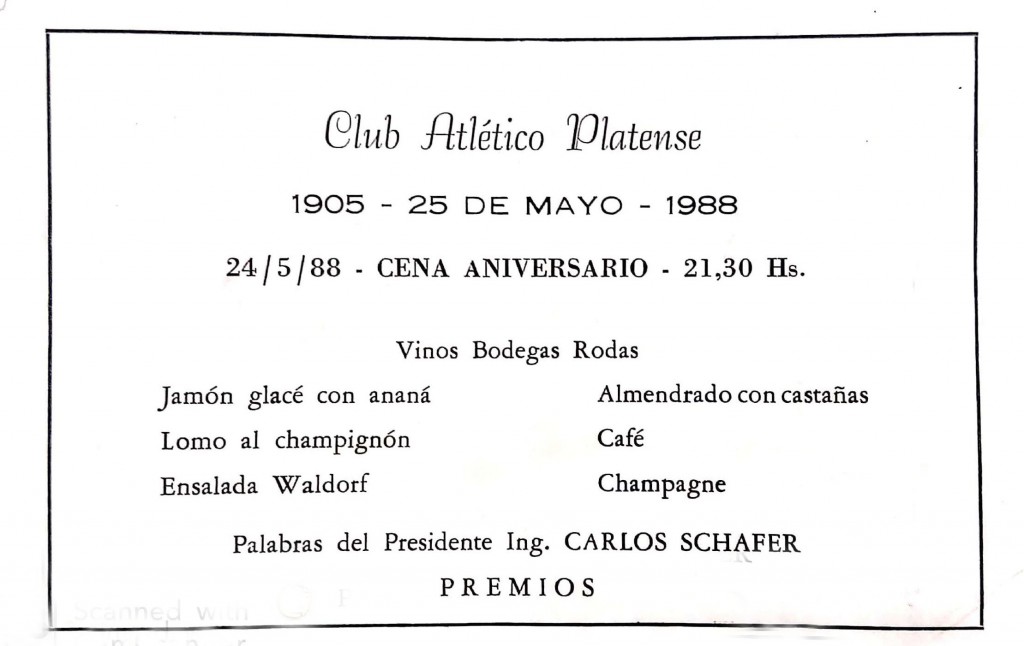 Club Atlético Platense
1905 - 25 DE MAYO - 1988
24/5/88 - CENA ANIVERSARIO - 21,30 Hs.
Vinos Bodegas Rodas
Jamón glacé con ananá
Lomo al champignón
Ensalada Waldorf
Almendrado con castañas
Café
Champagne
Palabras del Presidente Ing. CARLOS SCHAFER
PREMIOS
Scanned with